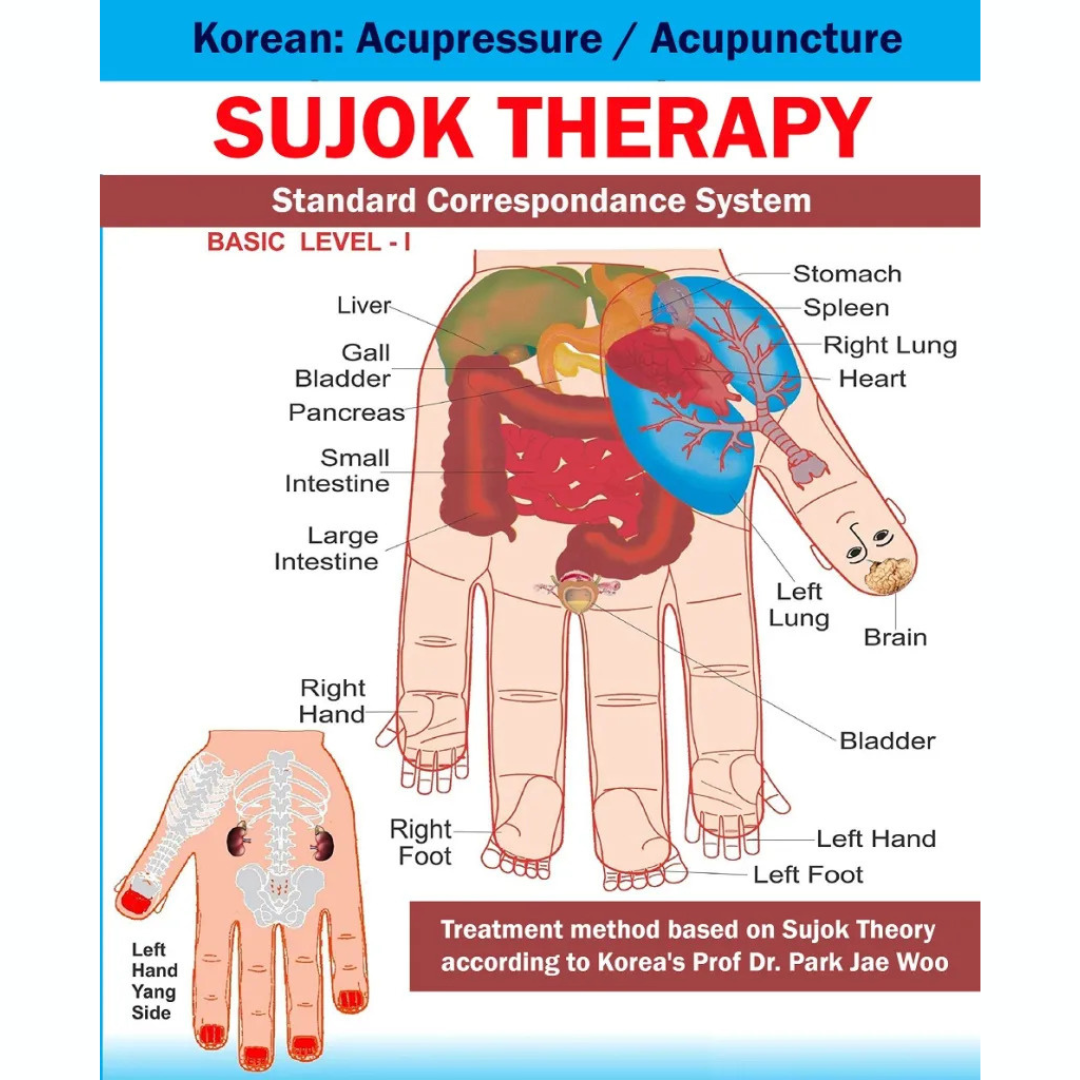 Korean: Acupressure / Acupuncture
SUJOK THERAPY
Standard Correspondance System
BASIC LEVEL - I
Liver
Gall
Bladder
Pancreas
Small
Intestine
Large
Intestine
Right
Hand
Right
Foot
Stomach
Spleen
Right Lung
Heart
Left
Lung
Brain
Bladder
Left Hand
Left Foot
Left
Hand
Yang
Side
Treatment method based on Sujok Theory
according to Korea's Prof Dr. Park Jae Woo